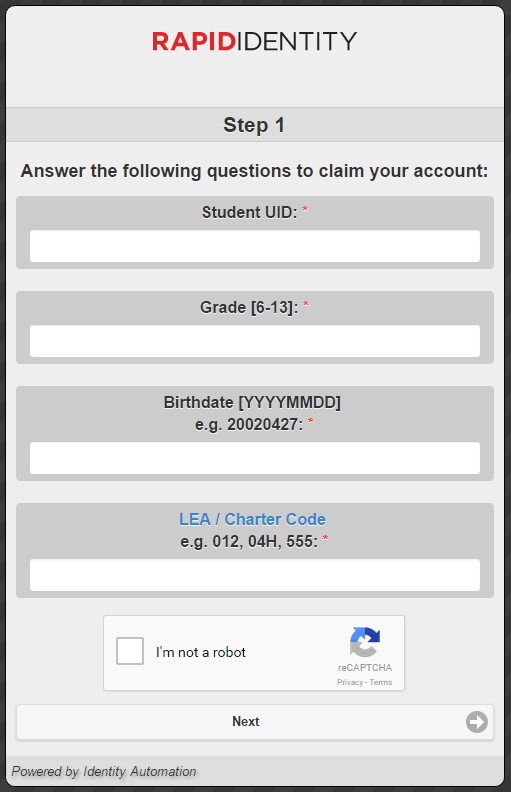 RAPIDIDENTITY
Step 1
Answer the following questions to claim your account:
Student UID: *
Grade [6-13]: *
Birthdate [YYYYMMDD]
e.g. 20020427: *
LEA / Charter Code
e.g. 012, 04H, 555: *
I'm not a robot
reCAPTCHA
Privacy - Terms
Next
Powered by Identity Automation